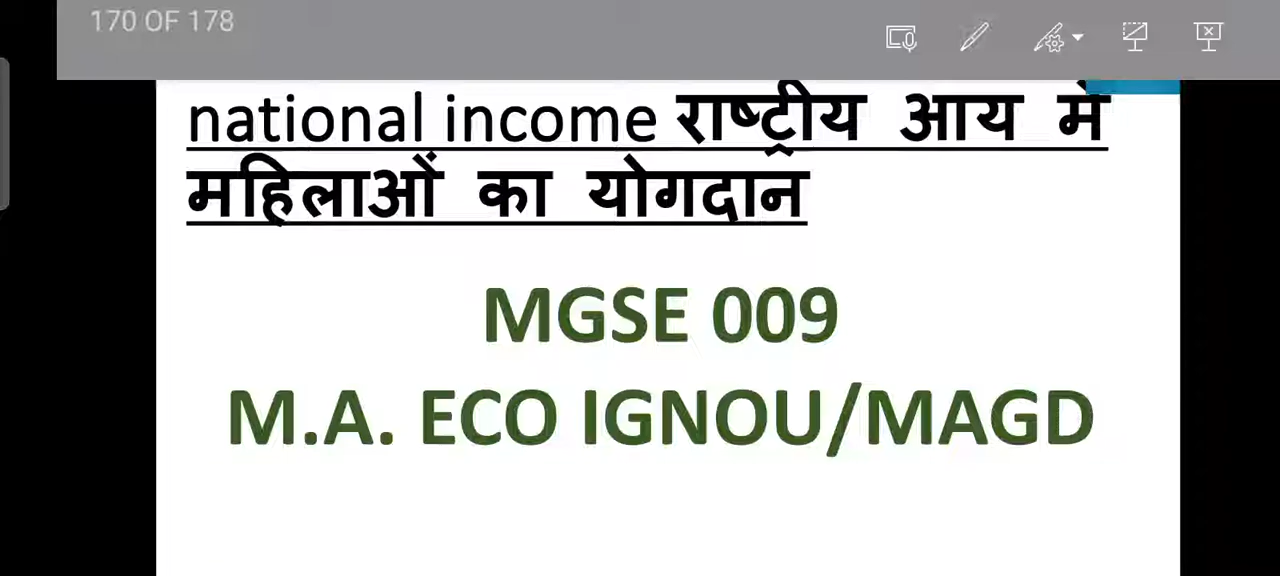 170 OF 178
national income राष्ट्रीय आय में
महिलाओं का योगदान
MGSE 009
M.A. ECO IGNOU/MAGD